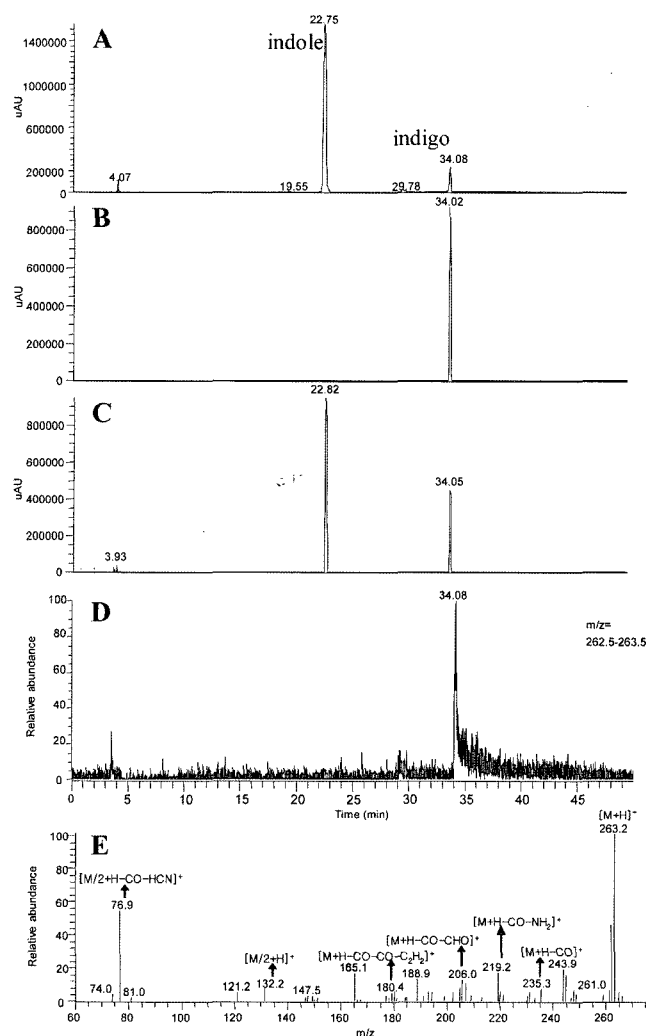 A
indole
22.75
indigo
34.08
4.07
19.55
29.78
1400000
1000000
600000
200000
0
uAU
B
34.02
800000
600000
400000
200000
0
uAU
C
22.82
34.05
3.93
800000
600000
400000
200000
0
uAU
D
34.08
m/z=
262.5-263.5
100
80
60
40
20
0
Relative abundance
0 5 10 15 20 25 30 35 40 45
Time (min)
E
[M+H]⁻
263.2
[M/2+H-CO-HCN]⁺
76.9
[M+H-CO-NH₂]⁺
[M+H-CO-CHO]⁺
[M/2+H]⁺
[M+H-CO-CO-C₂H₂]⁺
[M+H-CO]⁺
74.0
81.0
121.2
132.2
147.5
165.1
180.4
188.9
206.0
219.2
235.3
243.9
261.0
100
80
60
40
20
0
Relative abundance
60 80 100 120 140 160 180 200 220 240 260
m/z